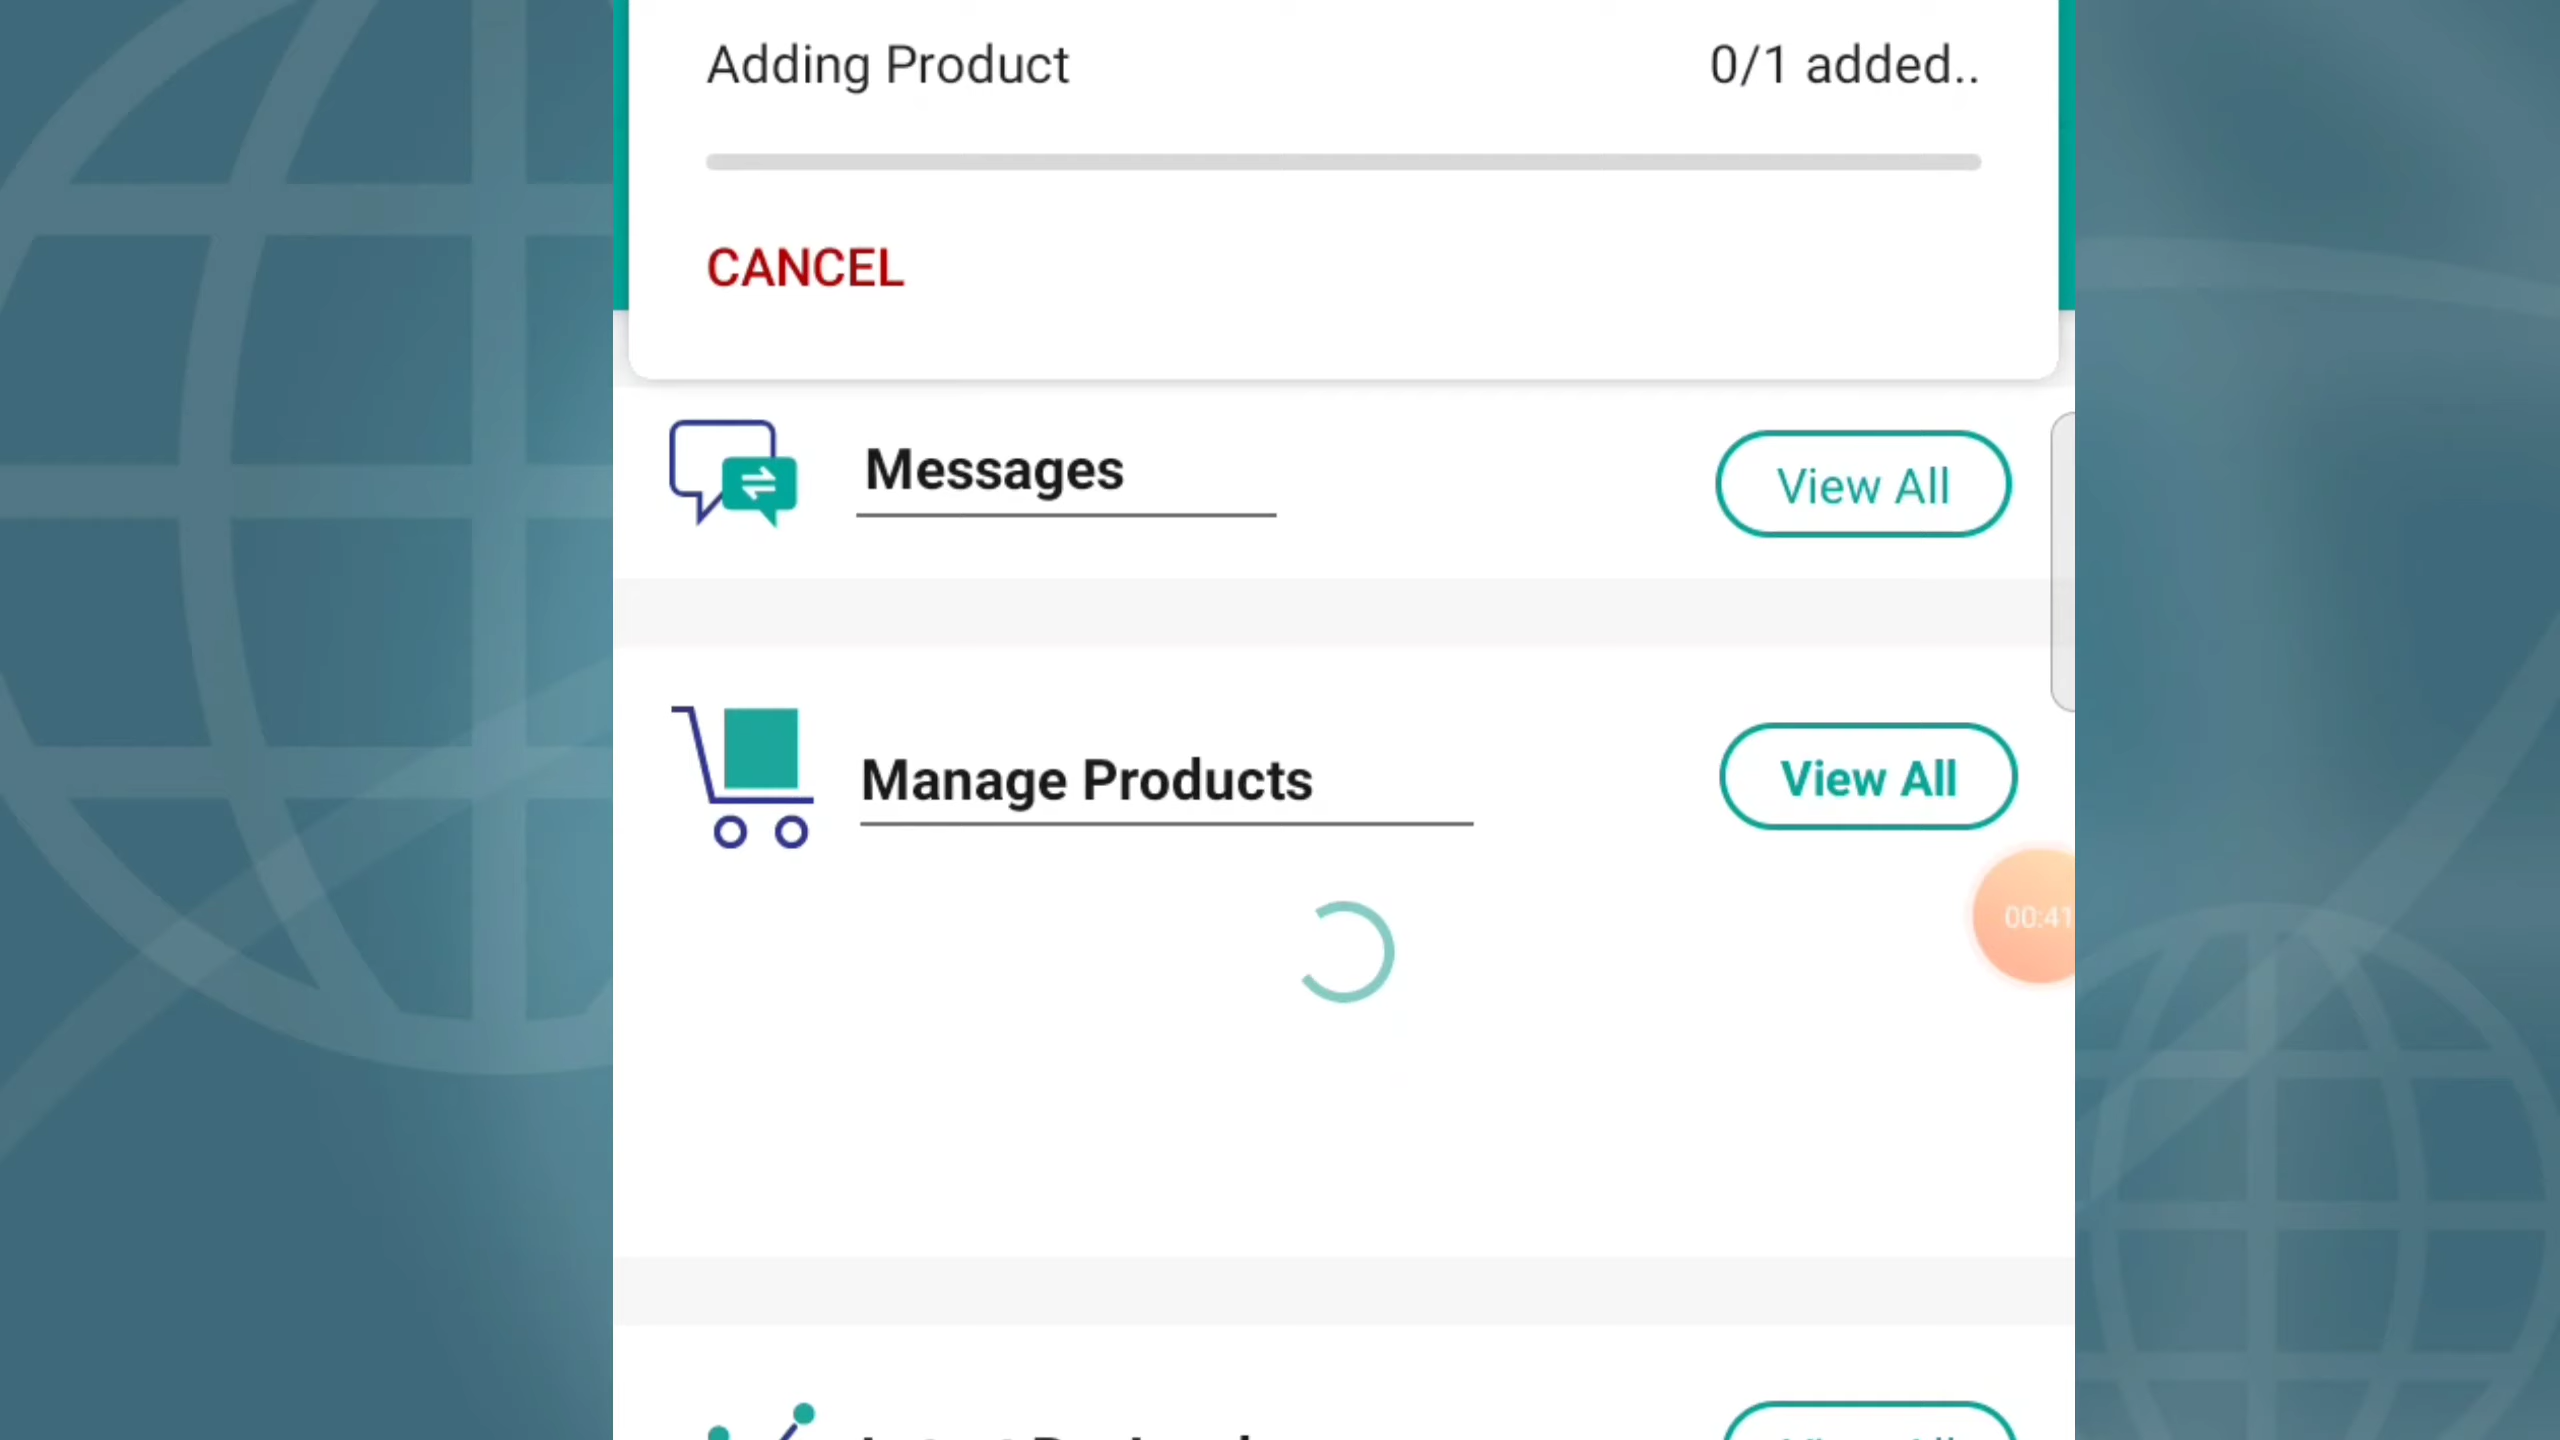 Adding Product 0/1 added..
CANCEL
Messages View All
Manage Products View All
00:41